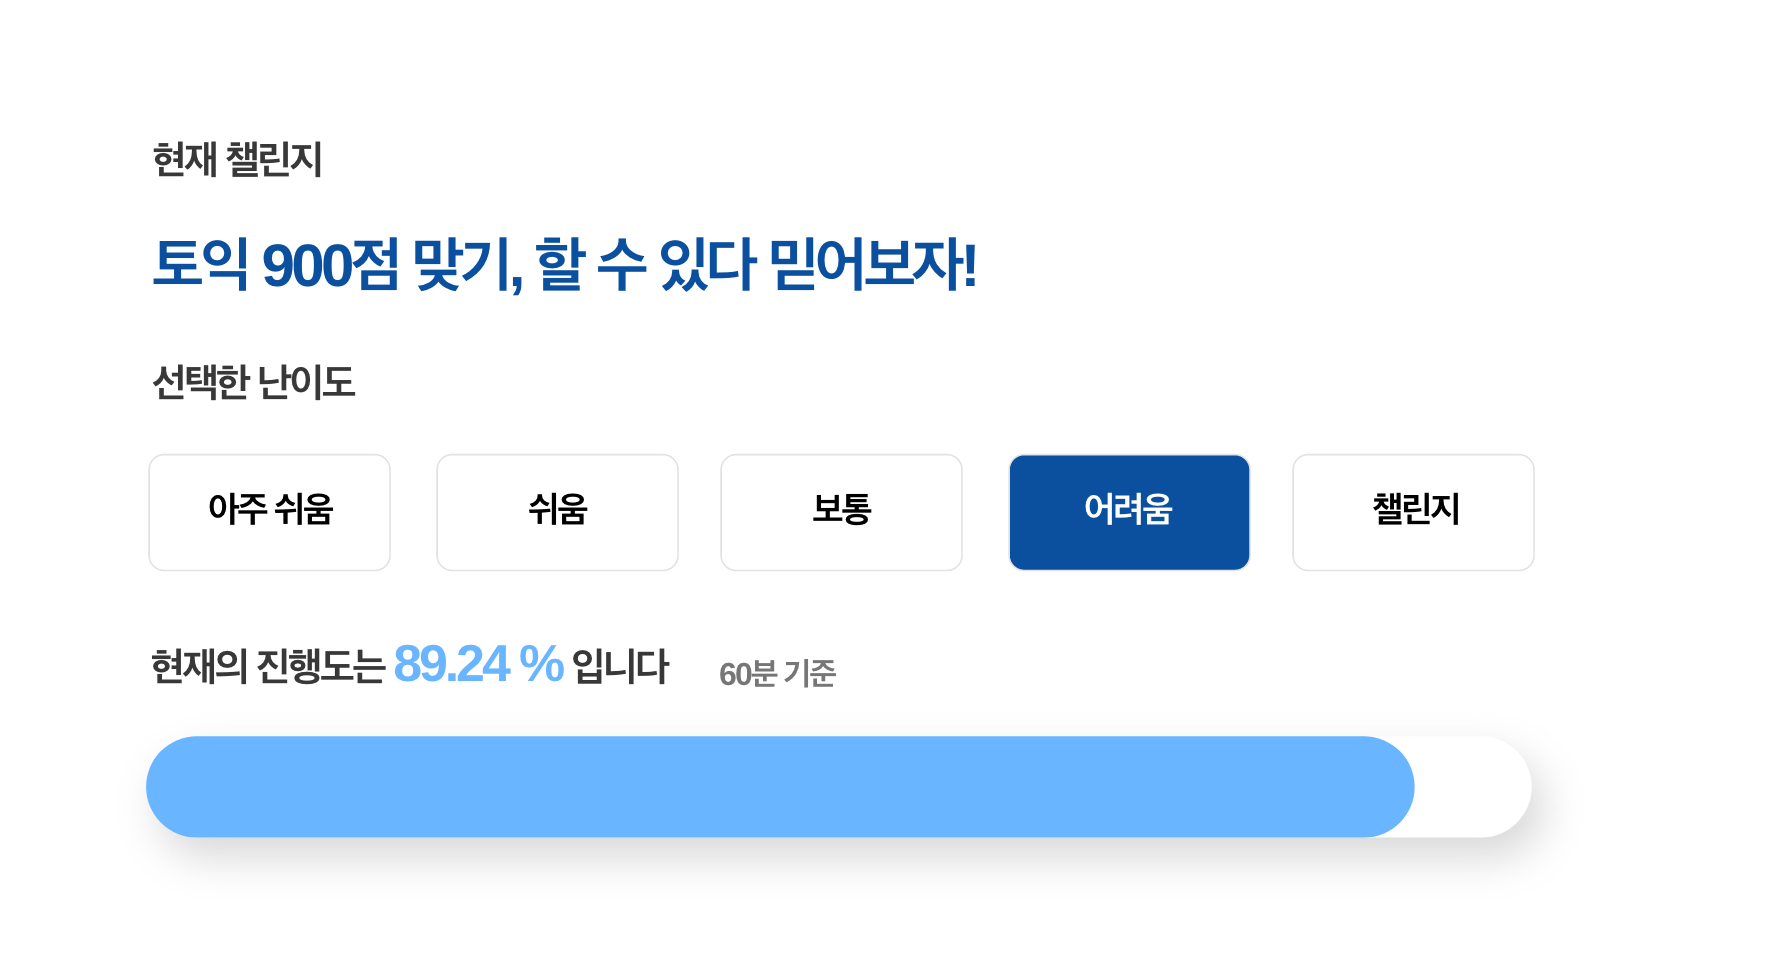 현재 챌린지
토익 900점 맞기, 할 수 있다 믿어보자!
선택한 난이도
아주 쉬움 쉬움 보통 어려움 챌린지
현재의 진행도는 89.24 % 입니다 60분 기준